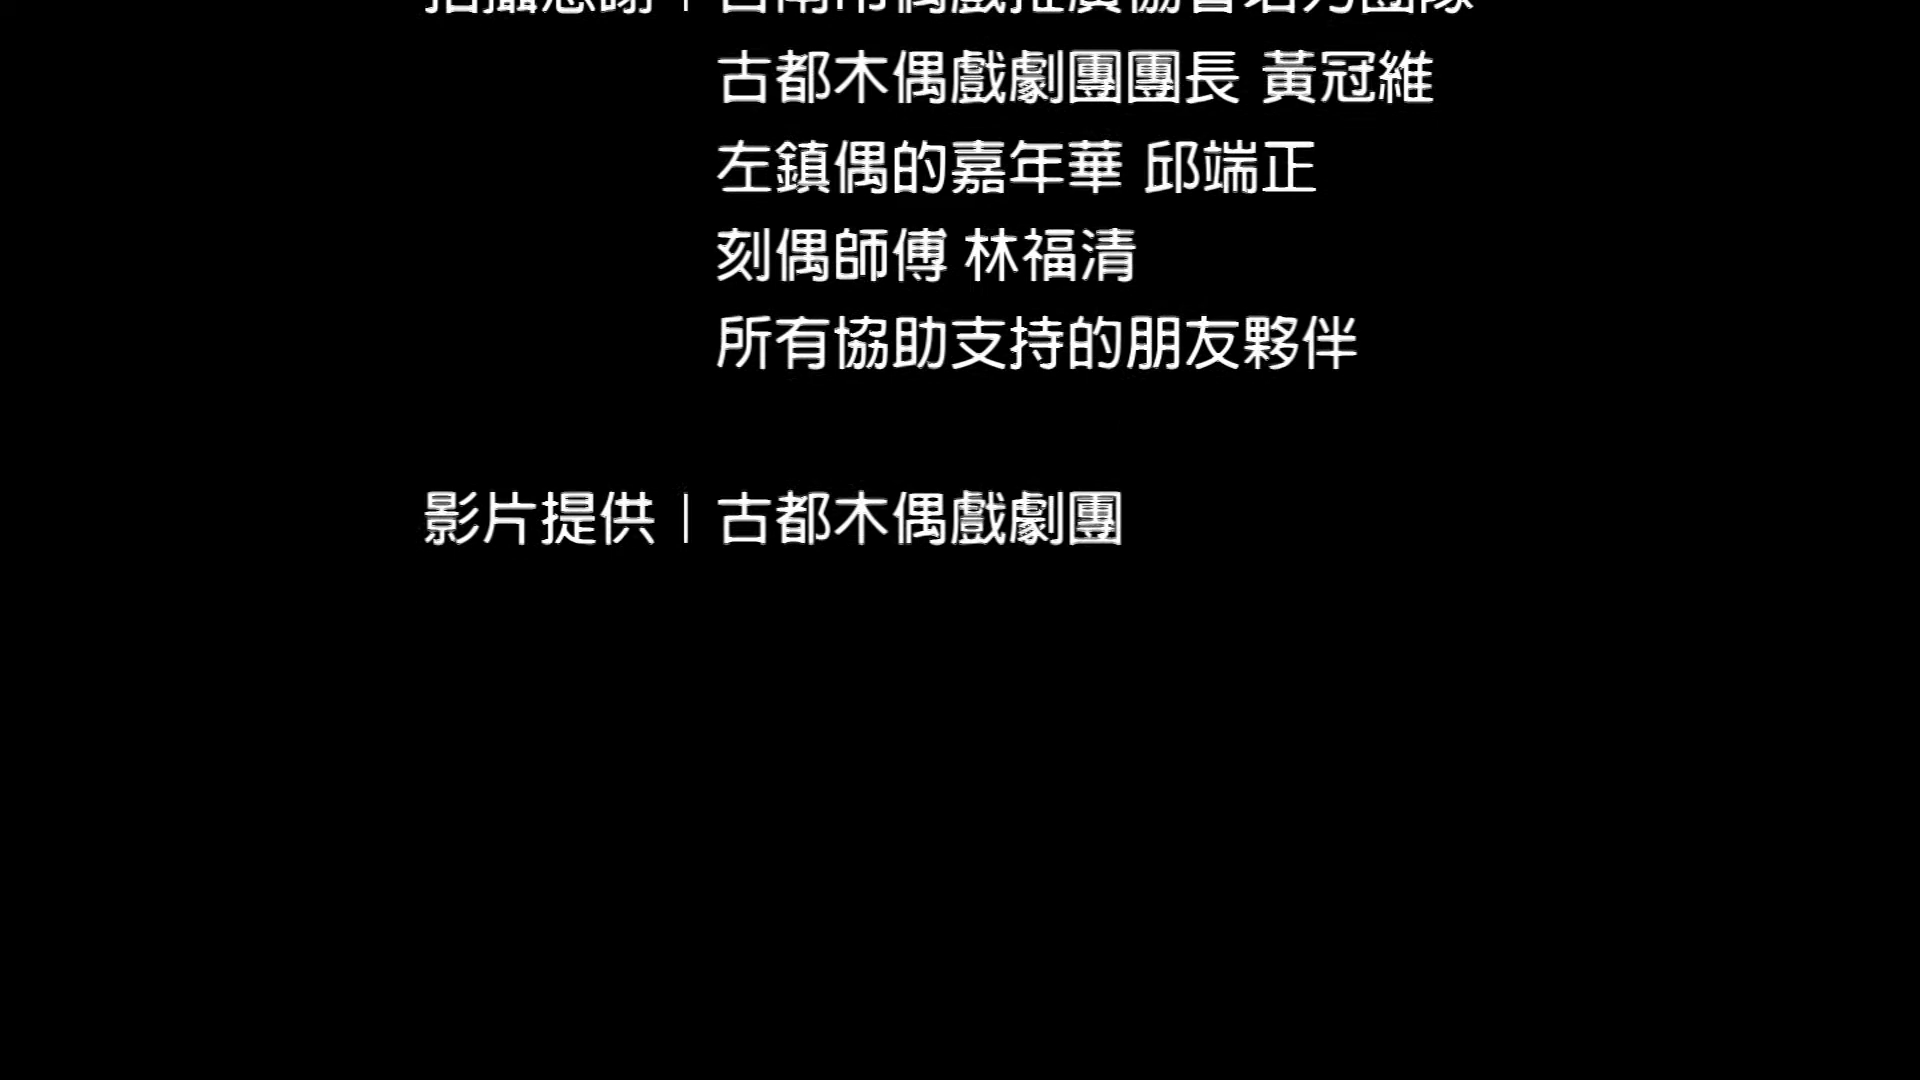 古都木偶戲劇團團長 黃冠維
左鎮偶的嘉年華 邱端正
刻偶師傅 林福清
所有協助支持的朋友夥伴
影片提供｜古都木偶戲劇團